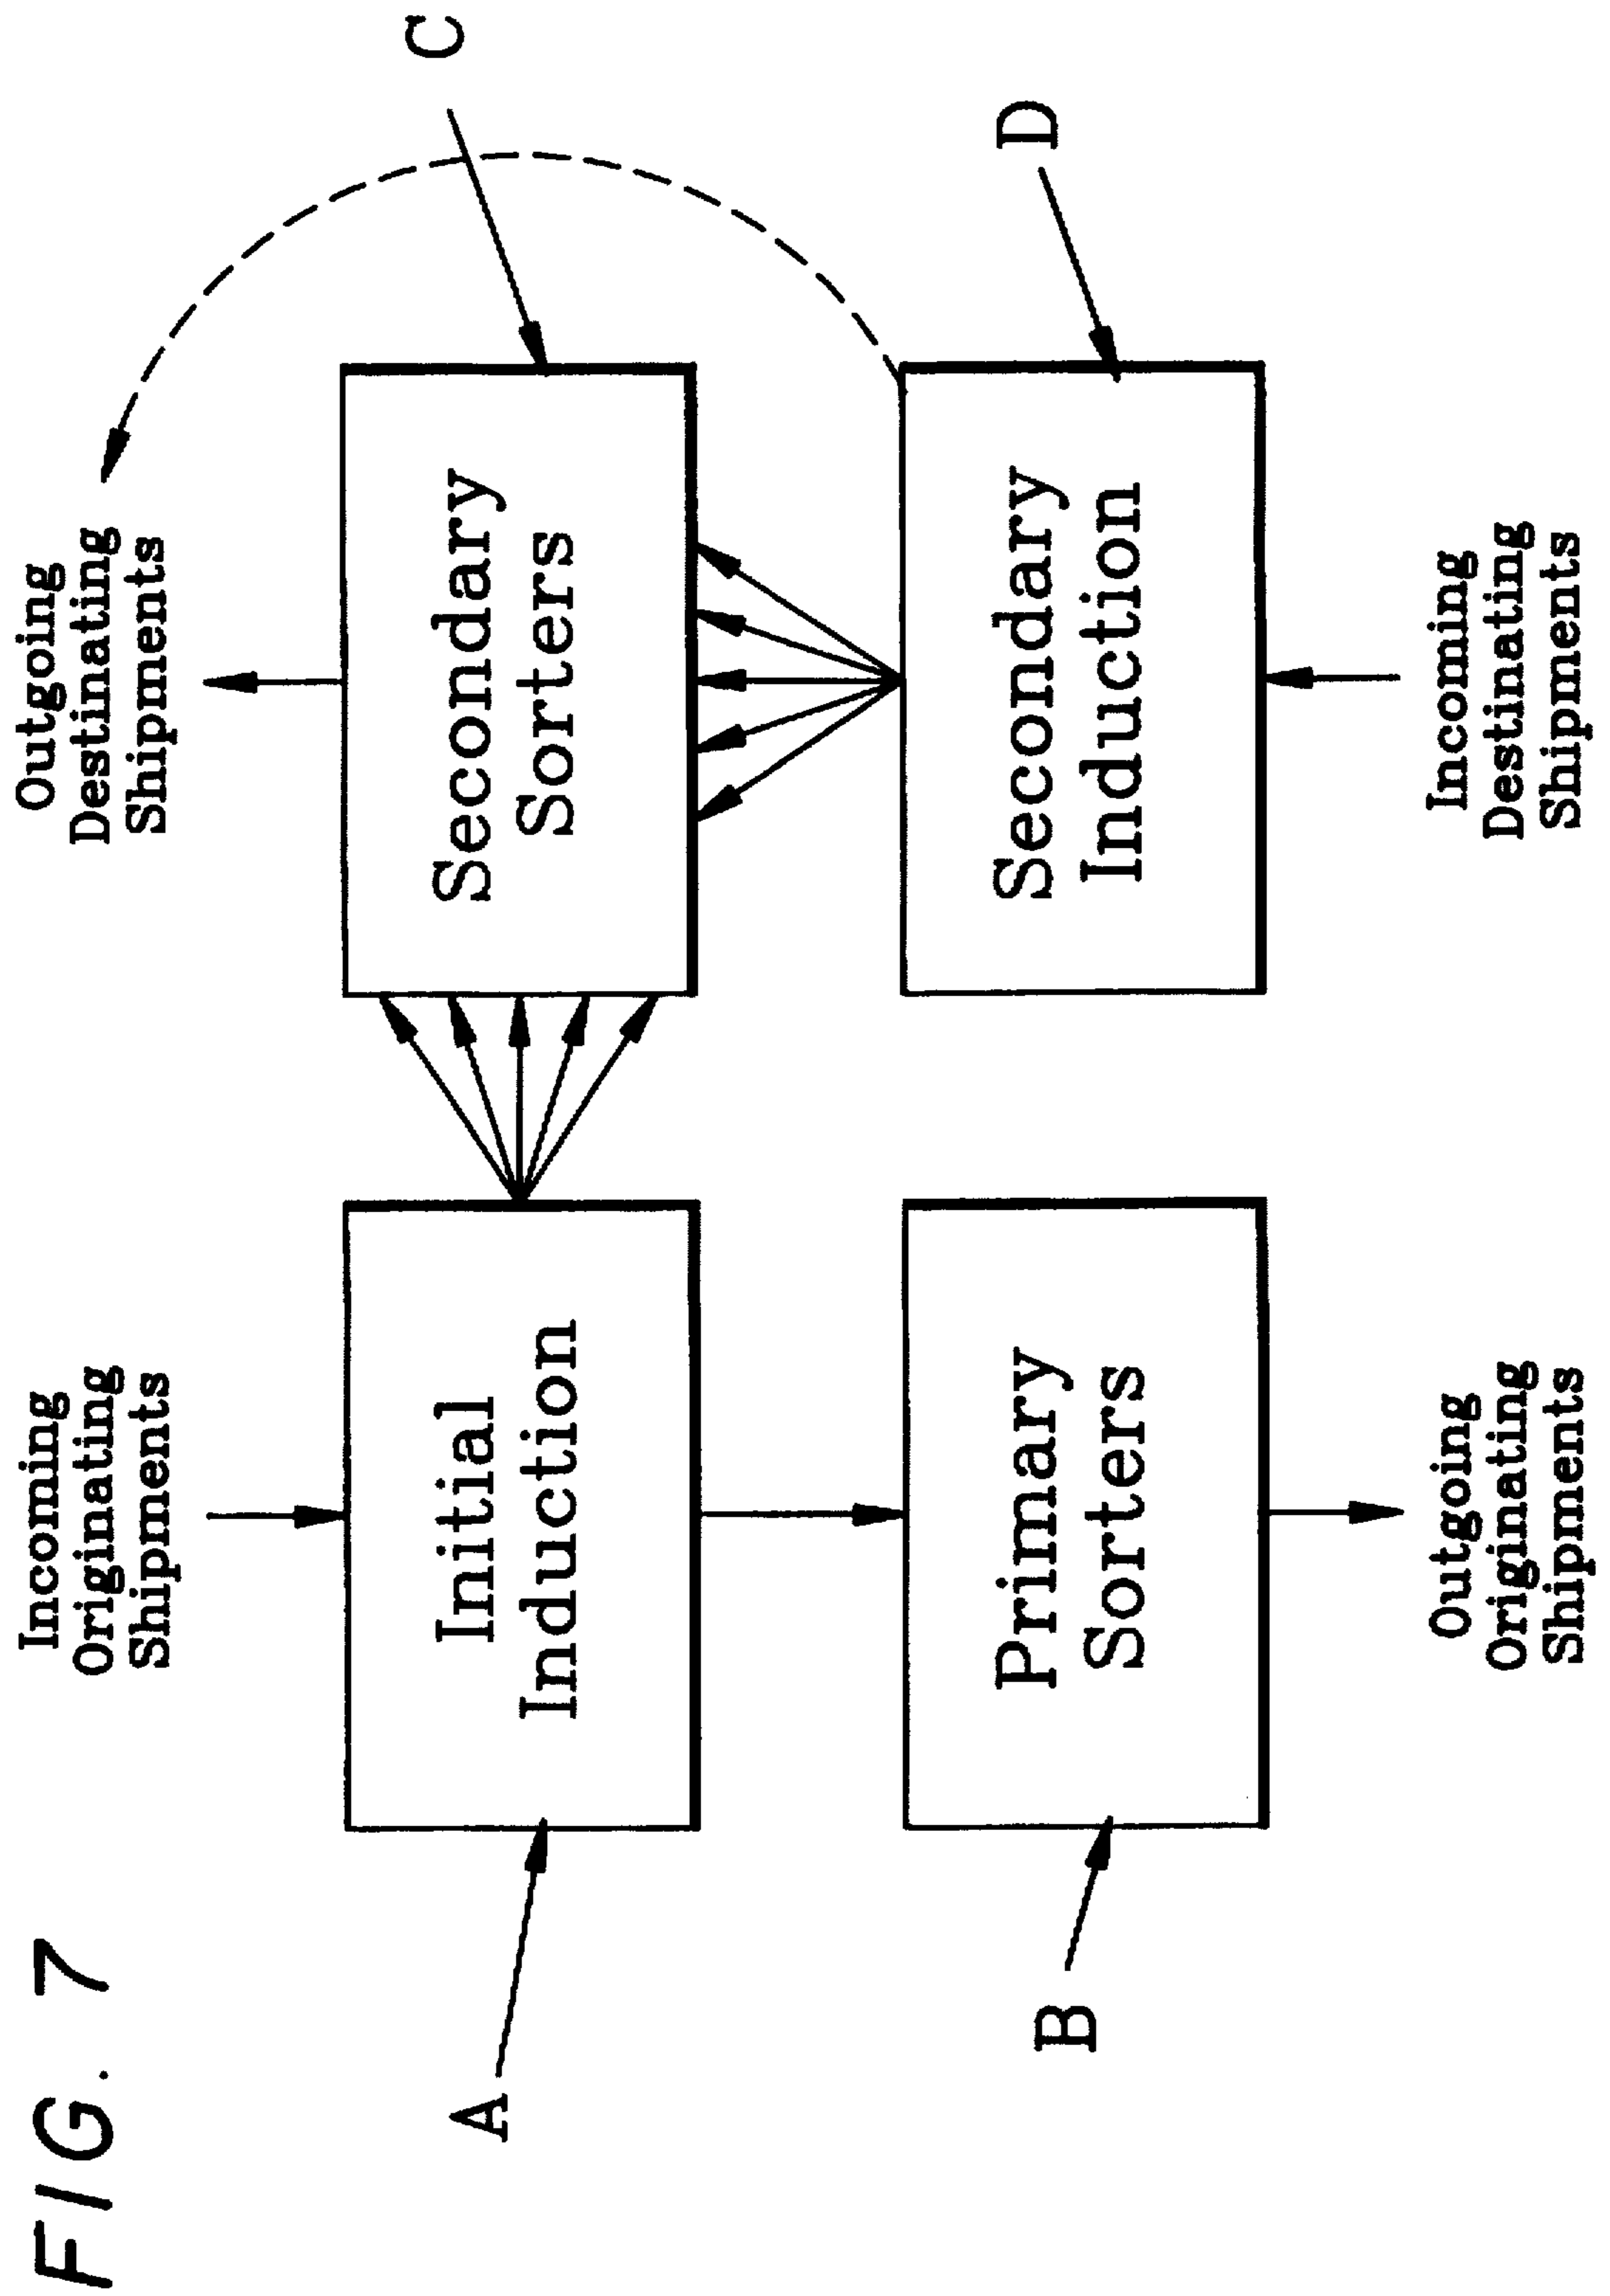 FIG. 7
Incoming
Originating
Shipments
Outgoing
Destinating
Shipments
A
Initial
Induction
Secondary
Sorters
C
B
Primary
Sorters
Secondary
Induction
D
Outgoing
Originating
Shipments
Incoming
Destinating
Shipments